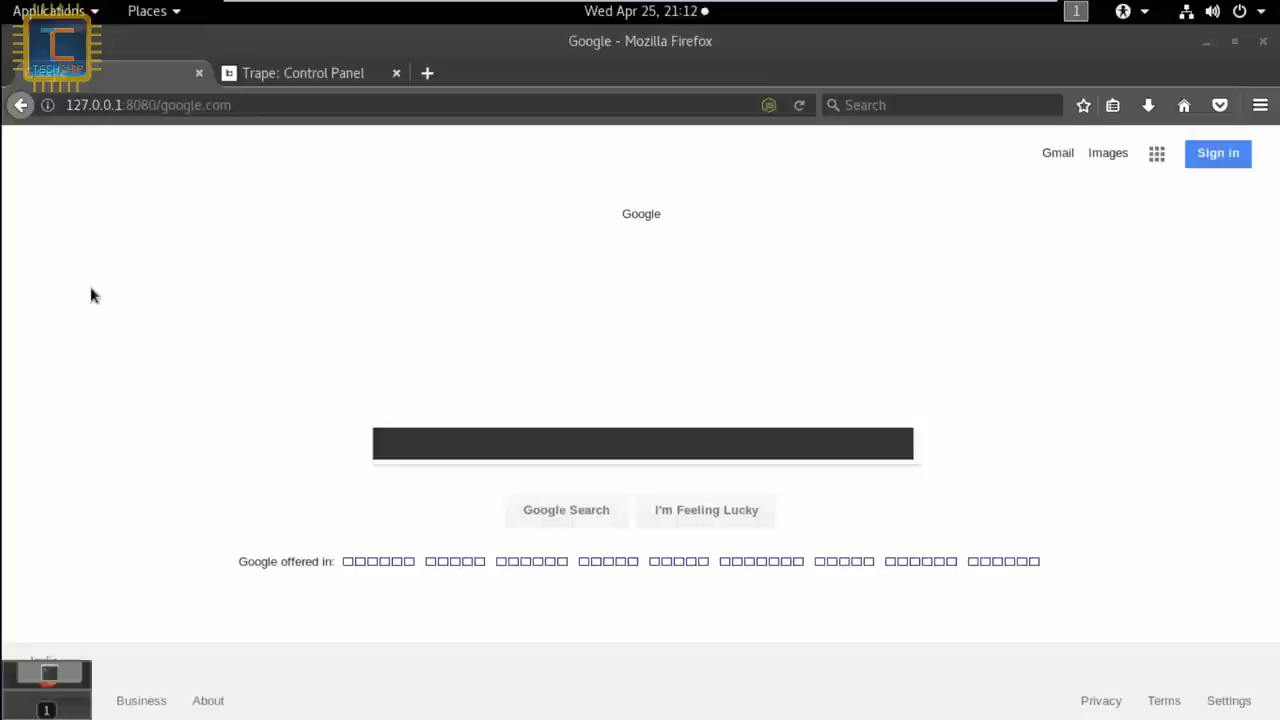 Applications Places Wed Apr 25, 21:12 1
Google - Mozilla Firefox
TECHCHIP
Trape: Control Panel
127.0.0.1:8080/google.com Search
Gmail Images Sign in
Google
Google Search I'm Feeling Lucky
Google offered in:
1
Business About Privacy Terms Settings